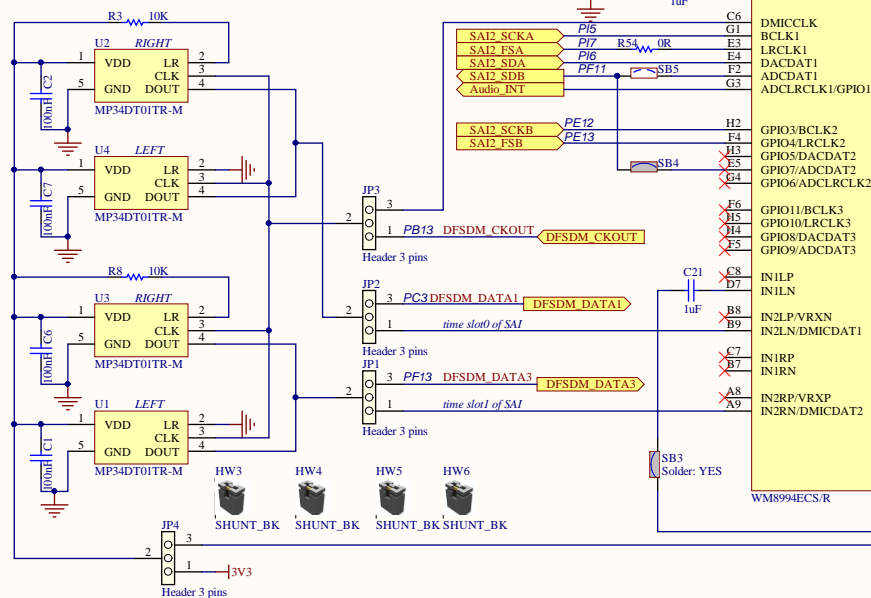 1uF
R3 10K
U2 RIGHT
1 VDD LR 2
CLK 3
5 GND DOUT 4
MP34DT01TR-M
C2
100nF
U4 LEFT
1 VDD LR 2
CLK 3
5 GND DOUT 4
MP34DT01TR-M
C7
100nF
R8 10K
U3 RIGHT
1 VDD LR 2
CLK 3
5 GND DOUT 4
MP34DT01TR-M
C6
100nF
U1 LEFT
1 VDD LR 2
CLK 3
5 GND DOUT 4
MP34DT01TR-M
C1
100nF
JP3
3
2
1 PB13 DFSDM_CKOUT DFSDM_CKOUT
Header 3 pins
JP2
3 PC3 DFSDM_DATA1 DFSDM_DATA1
2
1 time slot0 of SAI
Header 3 pins
JP1
3 PF13 DFSDM_DATA3 DFSDM_DATA3
2
1 time slot1 of SAI
Header 3 pins
HW3 HW4 HW5 HW6
SHUNT_BK SHUNT_BK SHUNT_BK SHUNT_BK
JP4
3
2
1 3V3
Header 3 pins
SAI2_SCKA PI5
SAI2_FSA PI7 R54 0R
SAI2_SDA PI6
SAI2_SDB PF11 SB5
Audio_INT
SAI2_SCKB PE12
SAI2_FSB PE13
SB4
C21
1uF
SB3
Solder: YES
C6 DMICCLK
G1 BCLK1
E3 LRCLK1
E4 DACDAT1
F2 ADCDAT1
G3 ADCLRCLK1/GPIO1
H2 GPIO3/BCLK2
F4 GPIO4/LRCLK2
H3 GPIO5/DACDAT2
E5 GPIO7/ADCDAT2
G4 GPIO6/ADCLRCLK2
F6 GPIO11/BCLK3
H5 GPIO10/LRCLK3
H4 GPIO8/DACDAT3
F5 GPIO9/ADCDAT3
C8 IN1LP
D7 IN1LN
B8 IN2LP/VRXN
B9 IN2LN/DMICDAT1
C7 IN1RP
B7 IN1RN
A8 IN2RP/VRXP
A9 IN2RN/DMICDAT2
WM8994ECS/R